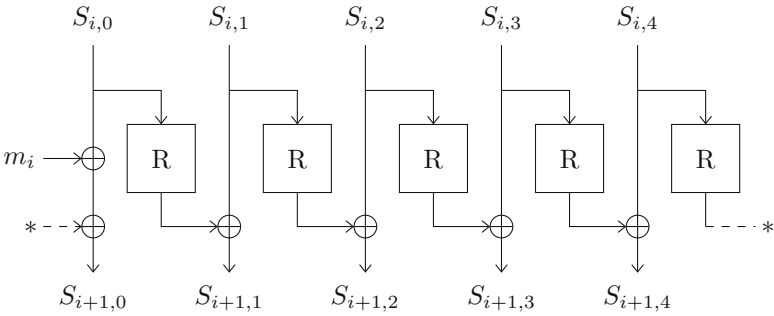 S_{i,0} S_{i,1} S_{i,2} S_{i,3} S_{i,4}
m_i R R R R R
* *
S_{i+1,0} S_{i+1,1} S_{i+1,2} S_{i+1,3} S_{i+1,4}